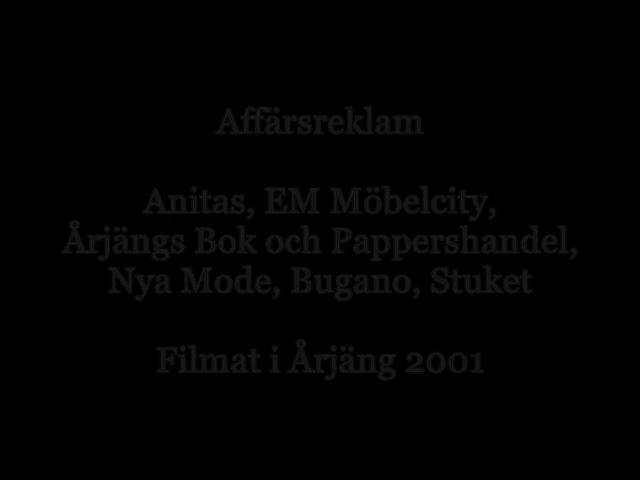 Affärsreklam
Anitas, EM Möbelcity,
Årjängs Bok och Pappershandel,
Nya Mode, Bugano, Stuket
Filmat i Årjäng 2001